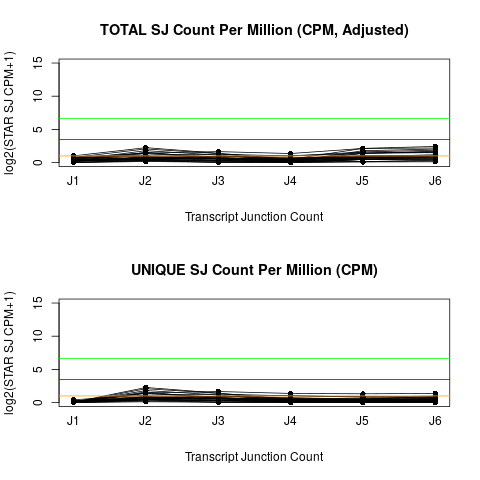 TOTAL SJ Count Per Million (CPM, Adjusted)
log2(STAR SJ CPM+1)
15
10
5
0
J1 J2 J3 J4 J5 J6
Transcript Junction Count
UNIQUE SJ Count Per Million (CPM)
log2(STAR SJ CPM+1)
15
10
5
0
J1 J2 J3 J4 J5 J6
Transcript Junction Count